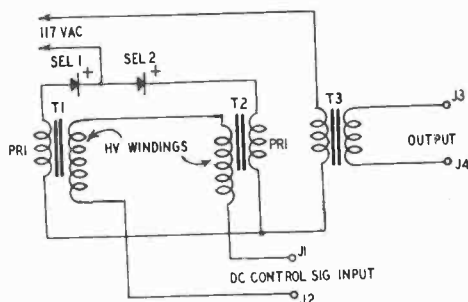 117 VAC
SEL 1 +
SEL 2 +
T1
T2
T3
J3
PRI
HV WINDINGS
PRI
OUTPUT
J4
J1
DC CONTROL SIG INPUT
J2